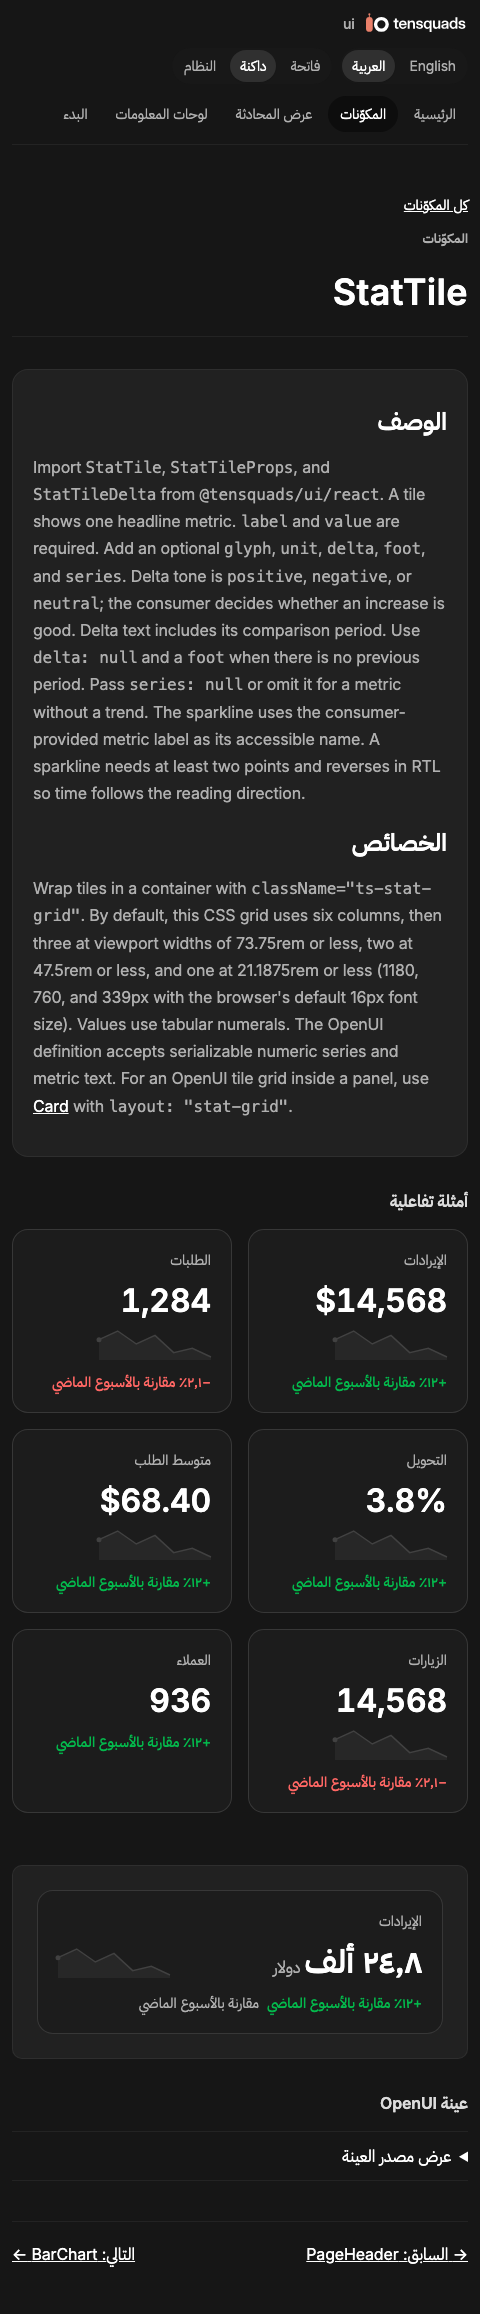 tensquads ui
English العربية فاتحة داكنة النظام
الرئيسية المكوّنات عرض المحادثة لوحات المعلومات البدء
كل المكوّنات
المكوّنات
StatTile
الوصف
Import StatTile, StatTileProps, and
StatTileDelta from @tensquads/ui/react. A tile
shows one headline metric. label and value are
required. Add an optional glyph, unit, delta, foot,
and series. Delta tone is positive, negative, or
neutral; the consumer decides whether an increase is
good. Delta text includes its comparison period. Use
delta: null and a foot when there is no previous
period. Pass series: null or omit it for a metric
without a trend. The sparkline uses the consumer-
provided metric label as its accessible name. A
sparkline needs at least two points and reverses in RTL
so time follows the reading direction.
الخصائص
Wrap tiles in a container with className="ts-stat-
grid". By default, this CSS grid uses six columns, then
three at viewport widths of 73.75rem or less, two at
47.5rem or less, and one at 21.1875rem or less (1180,
760, and 339px with the browser's default 16px font
size). Values use tabular numerals. The OpenUI
definition accepts serializable numeric series and
metric text. For an OpenUI tile grid inside a panel, use
Card with layout: "stat-grid".
أمثلة تفاعلية
الإيرادات
$14,568
+١٢٪ مقارنة بالأسبوع الماضي
الطلبات
1,284
−٢,١٪ مقارنة بالأسبوع الماضي
التحويل
3.8%
+١٢٪ مقارنة بالأسبوع الماضي
متوسط الطلب
$68.40
+١٢٪ مقارنة بالأسبوع الماضي
الزيارات
14,568
−٢,١٪ مقارنة بالأسبوع الماضي
العملاء
936
+١٢٪ مقارنة بالأسبوع الماضي
الإيرادات
٢٤,٨ ألف دولار
+١٢٪ مقارنة بالأسبوع الماضي مقارنة بالأسبوع الماضي
عينة OpenUI
◀ عرض مصدر العينة
→ السابق: PageHeader
التالي: BarChart ←